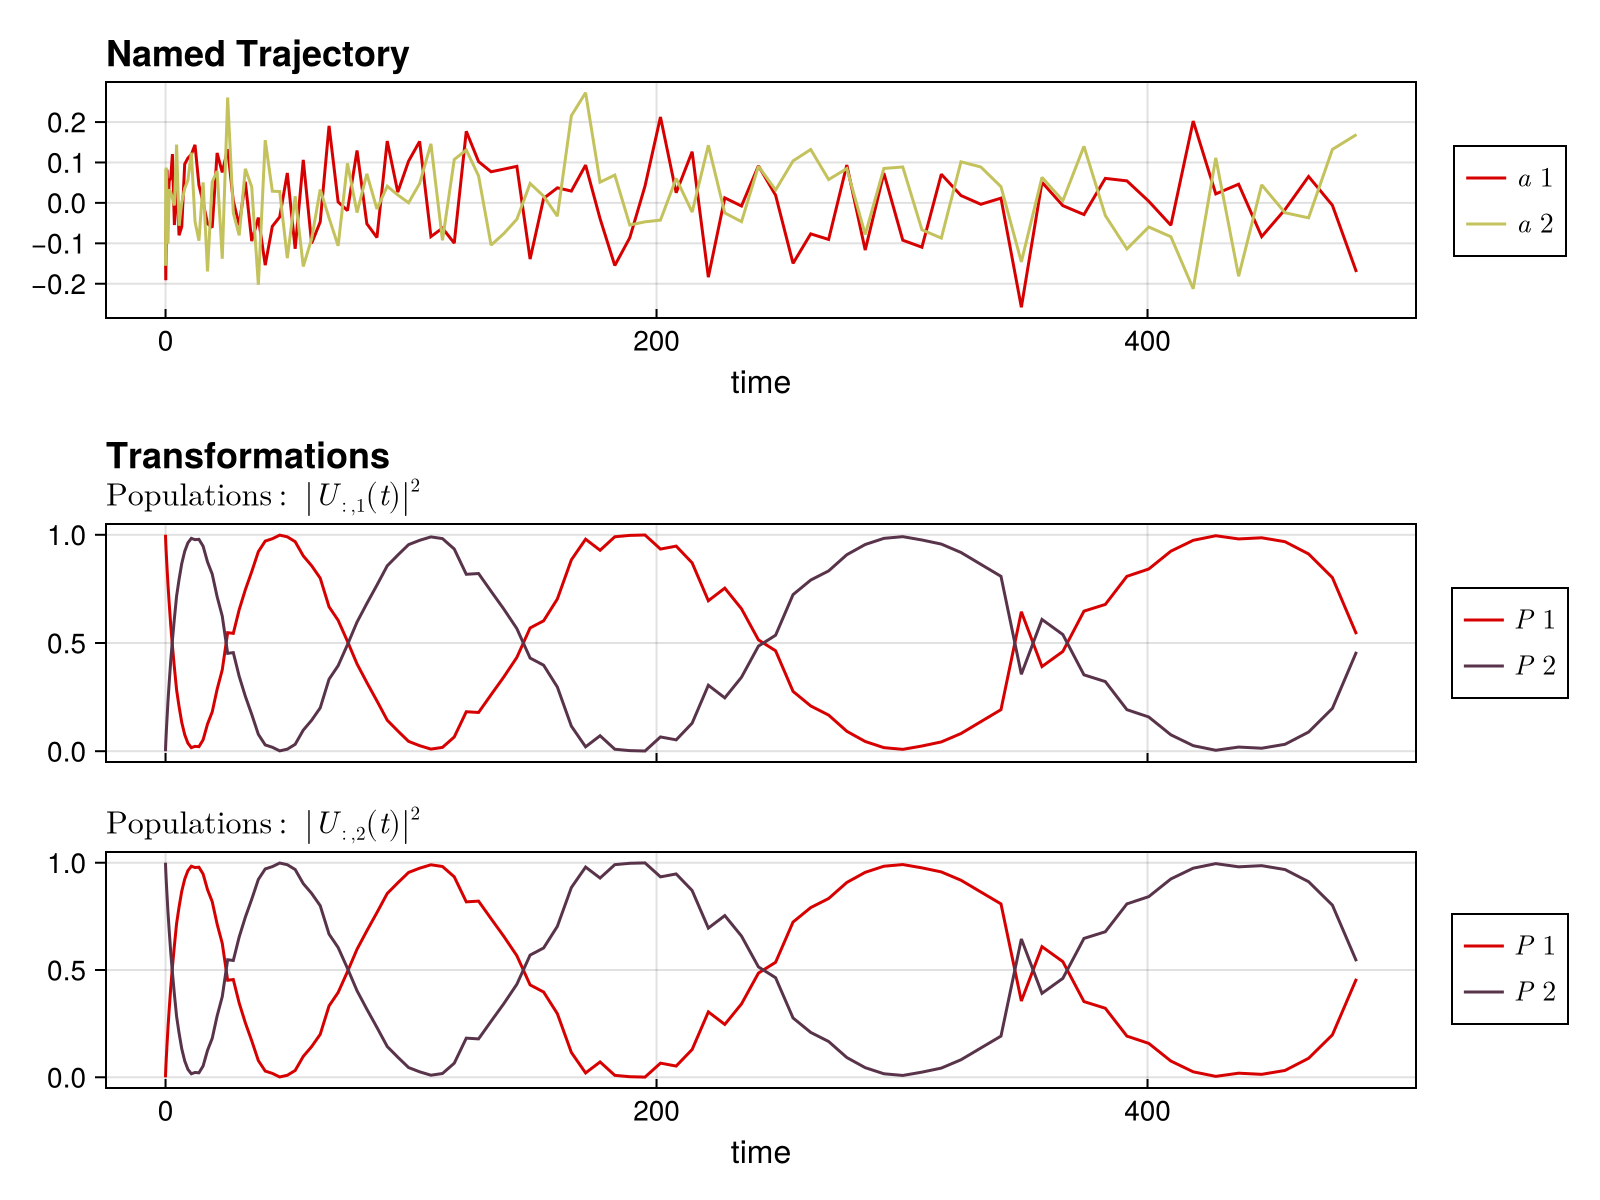 Named Trajectory
0.2
0.1
0.0
−0.1
−0.2
0
200
400
time
a 1
a 2
Transformations
Populations: |U:,1(t)|²
1.0
0.5
0.0
P 1
P 2
Populations: |U:,2(t)|²
1.0
0.5
0.0
0
200
400
time
P 1
P 2